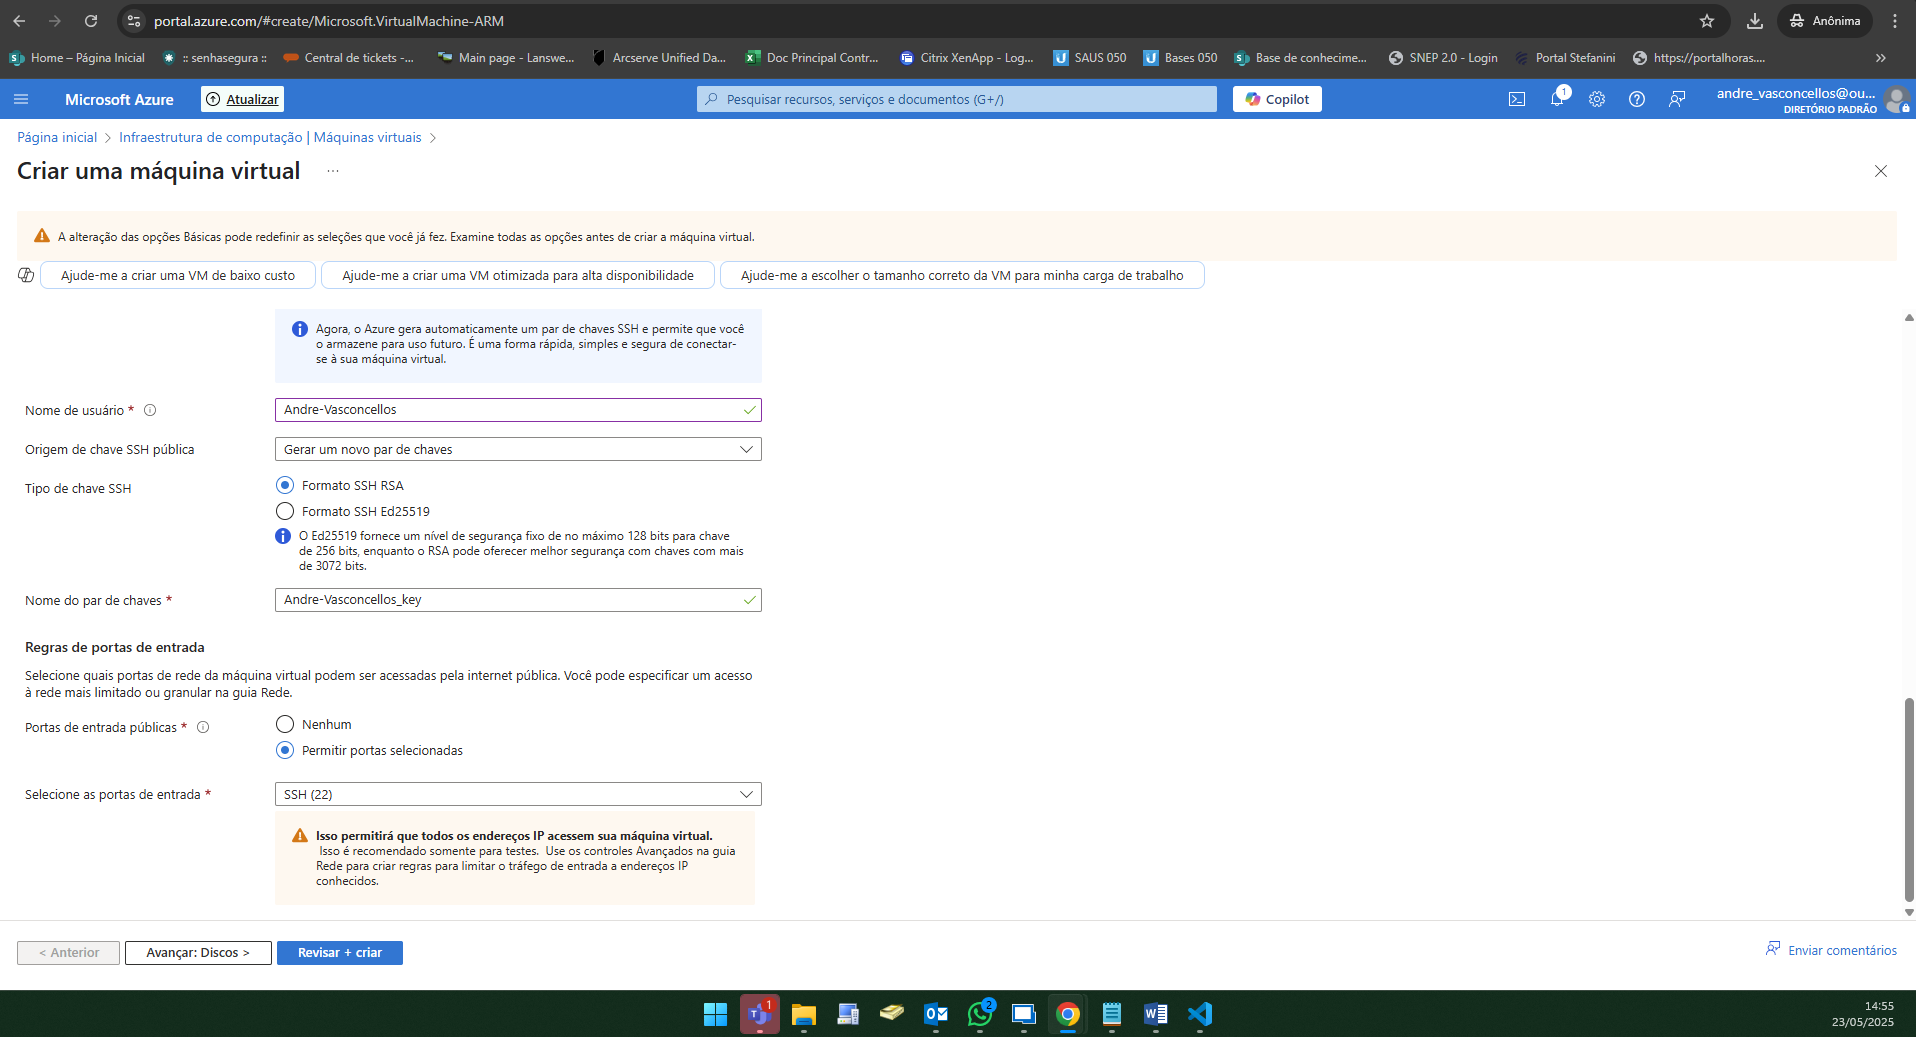 portal.azure.com/#create/Microsoft.VirtualMachine-ARM
Anônima
Home – Página Inicial
:: senhasegura ::
Central de tickets -...
Main page - Lanswe...
Arcserve Unified Da...
Doc Principal Contr...
Citrix XenApp - Log...
SAUS 050
Bases 050
Base de conhecime...
SNEP 2.0 - Login
Portal Stefanini
https://portalhoras....
Microsoft Azure
Atualizar
Pesquisar recursos, serviços e documentos (G+/)
Copilot
1
andre_vasconcellos@ou...
DIRETÓRIO PADRÃO
Página inicial > Infraestrutura de computação | Máquinas virtuais >
Criar uma máquina virtual ...
A alteração das opções Básicas pode redefinir as seleções que você já fez. Examine todas as opções antes de criar a máquina virtual.
Ajude-me a criar uma VM de baixo custo
Ajude-me a criar uma VM otimizada para alta disponibilidade
Ajude-me a escolher o tamanho correto da VM para minha carga de trabalho
Agora, o Azure gera automaticamente um par de chaves SSH e permite que você
o armazene para uso futuro. É uma forma rápida, simples e segura de conectar-
se à sua máquina virtual.
Nome de usuário *
Andre-Vasconcellos
Origem de chave SSH pública
Gerar um novo par de chaves
Tipo de chave SSH
Formato SSH RSA
Formato SSH Ed25519
O Ed25519 fornece um nível de segurança fixo de no máximo 128 bits para chave
de 256 bits, enquanto o RSA pode oferecer melhor segurança com chaves com mais
de 3072 bits.
Nome do par de chaves *
Andre-Vasconcellos_key
Regras de portas de entrada
Selecione quais portas de rede da máquina virtual podem ser acessadas pela internet pública. Você pode especificar um acesso
à rede mais limitado ou granular na guia Rede.
Portas de entrada públicas *
Nenhum
Permitir portas selecionadas
Selecione as portas de entrada *
SSH (22)
Isso permitirá que todos os endereços IP acessem sua máquina virtual.
Isso é recomendado somente para testes. Use os controles Avançados na guia
Rede para criar regras para limitar o tráfego de entrada a endereços IP
conhecidos.
< Anterior
Avançar: Discos >
Revisar + criar
Enviar comentários
1
2
14:55
23/05/2025